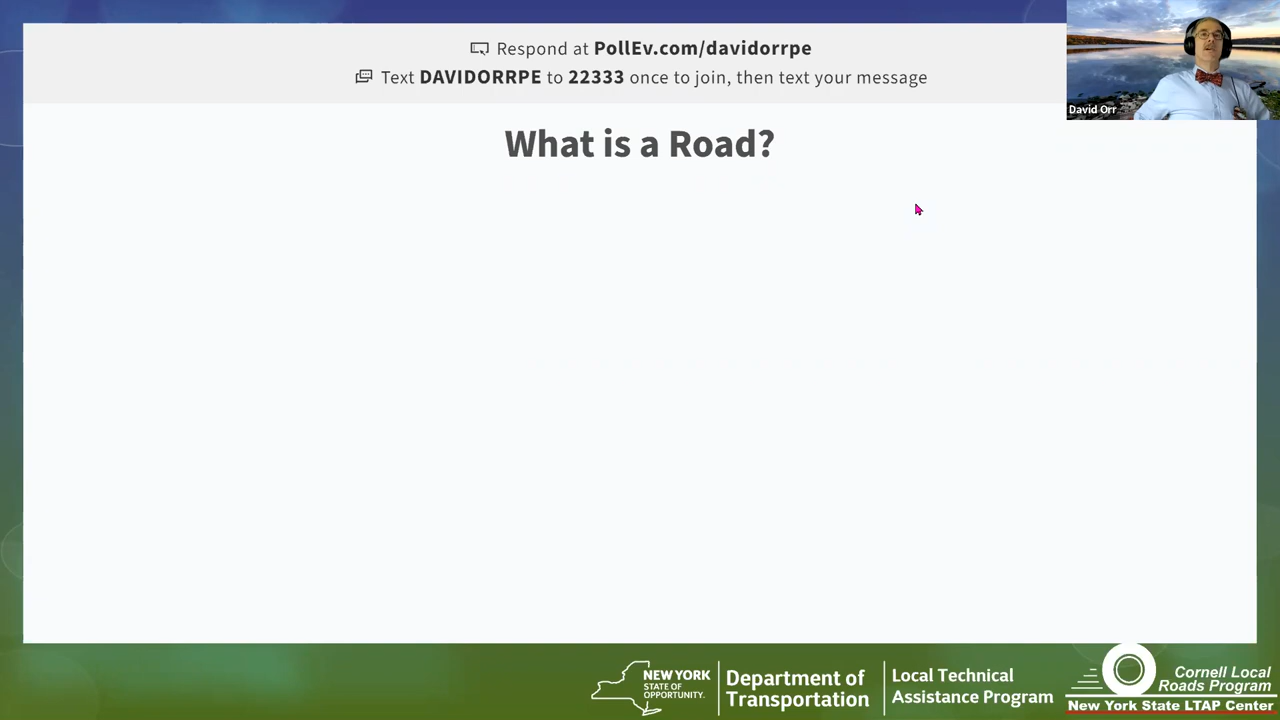 Respond at PollEv.com/davidorrpe
Text DAVIDORRPE to 22333 once to join, then text your message
David Orr
What is a Road?
NEW YORK
STATE OF
OPPORTUNITY.
Department of
Transportation
Local Technical
Assistance Program
Cornell Local
Roads Program
New York State LTAP Center